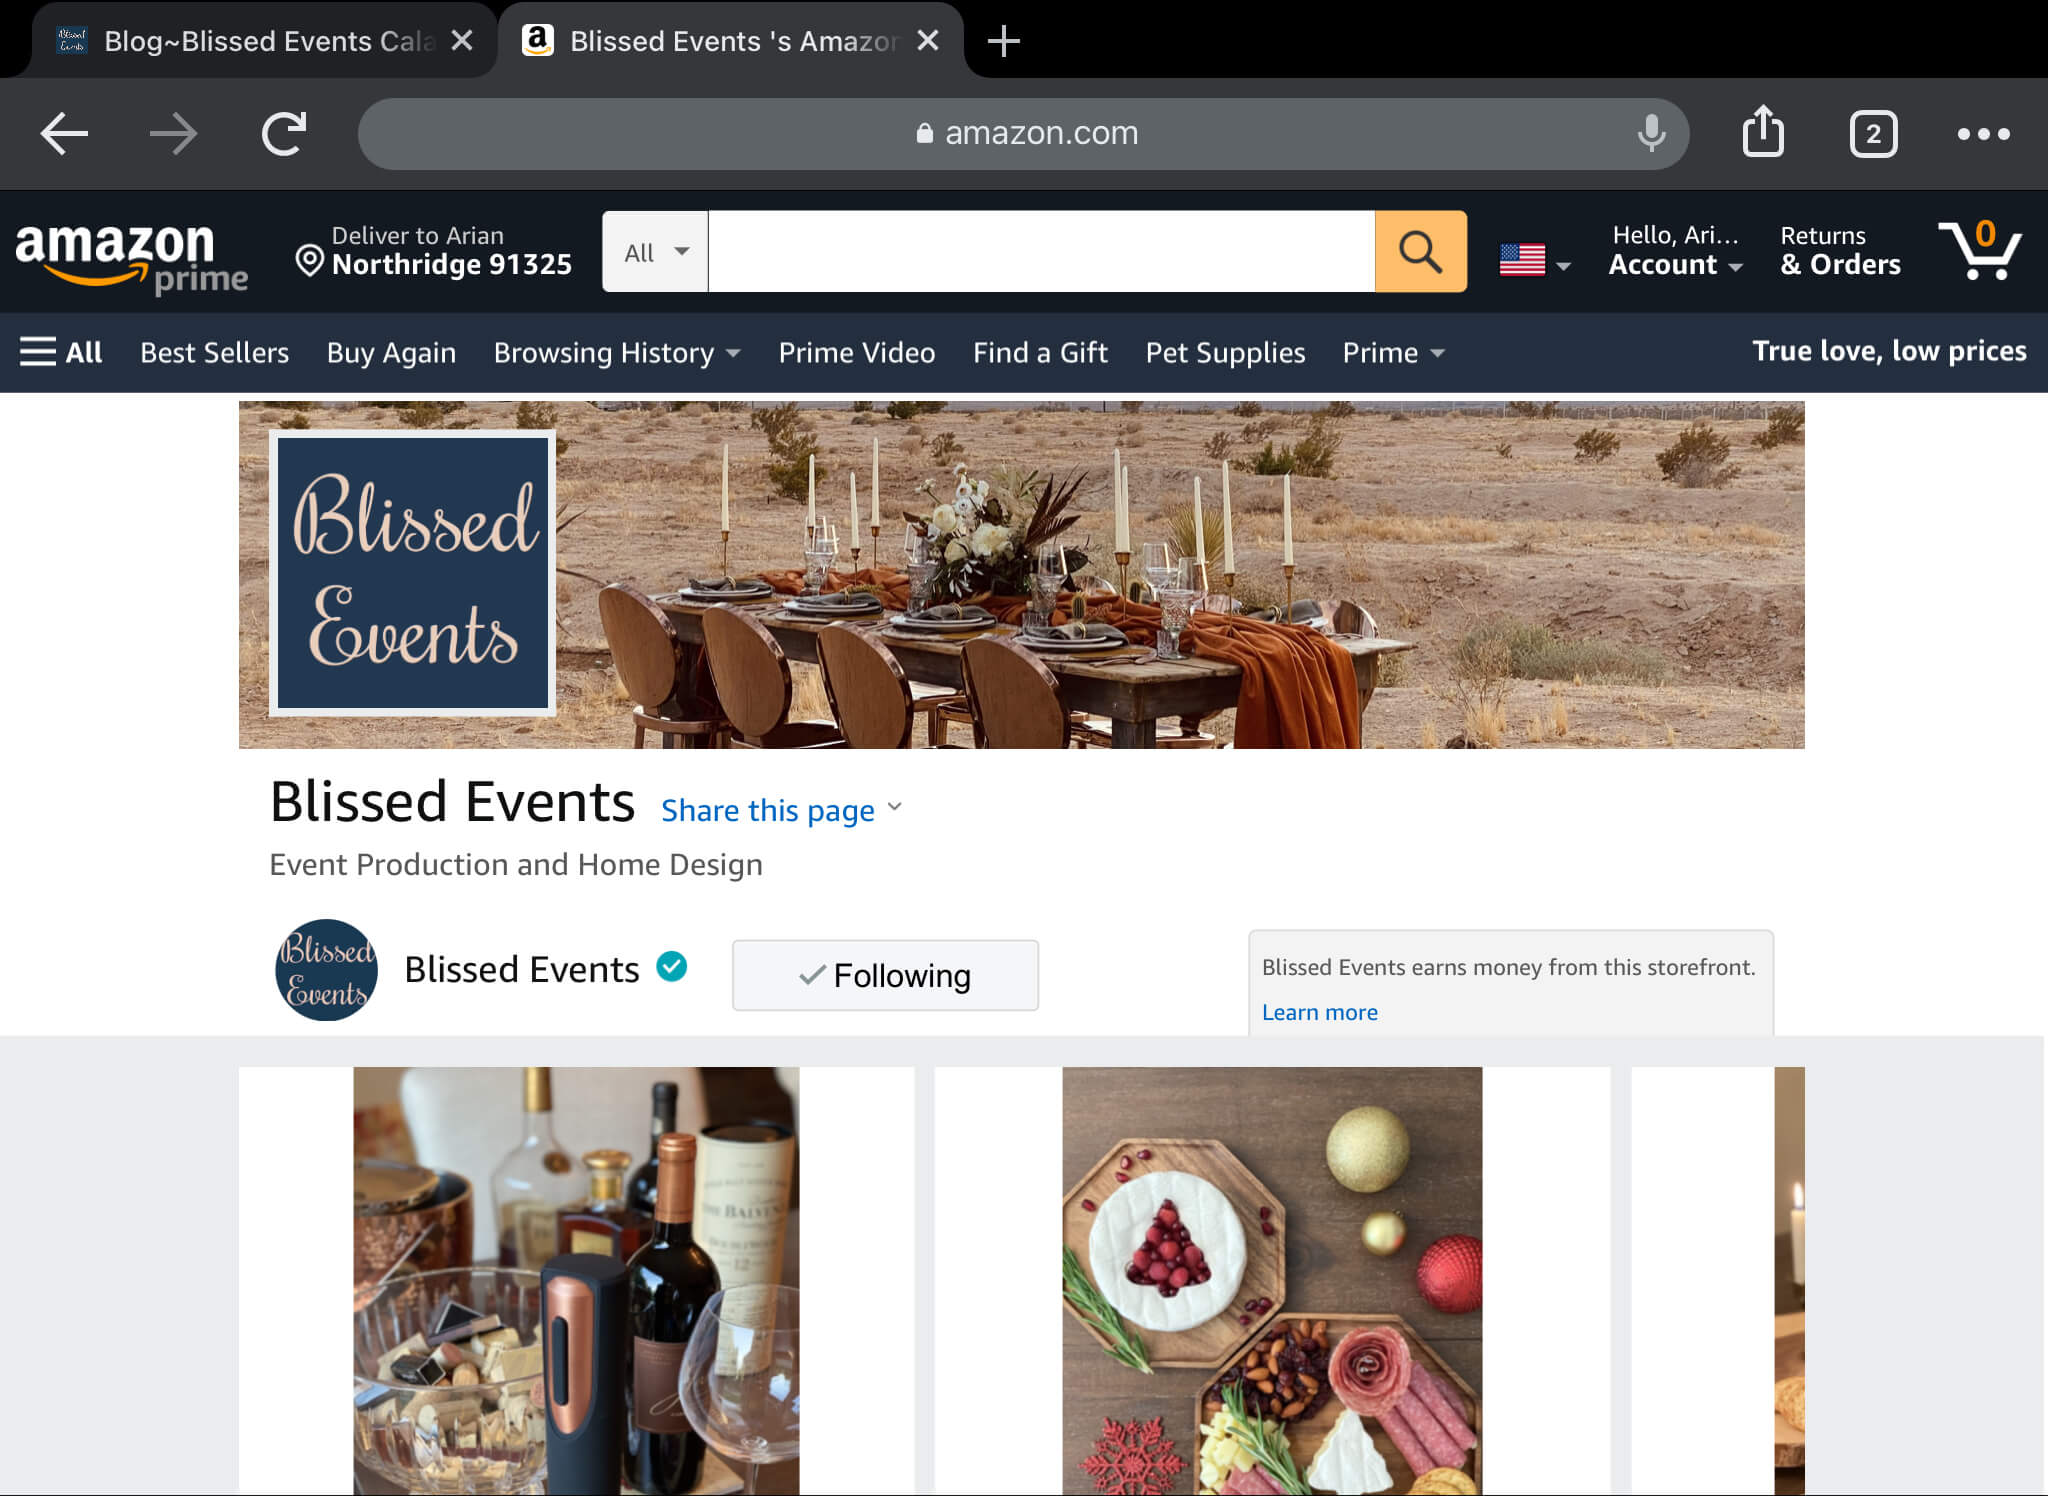 Blog~Blissed Events Cala
Blissed Events 's Amazon
amazon.com
2
amazon prime
Deliver to Arian
Northridge 91325
All
Hello, Ari...
Account
Returns
& Orders
0
All Best Sellers Buy Again Browsing History Prime Video Find a Gift Pet Supplies Prime True love, low prices
Blissed
Events
Blissed Events Share this page
Event Production and Home Design
Blissed
Events
Blissed Events
Following
Blissed Events earns money from this storefront.
Learn more
12